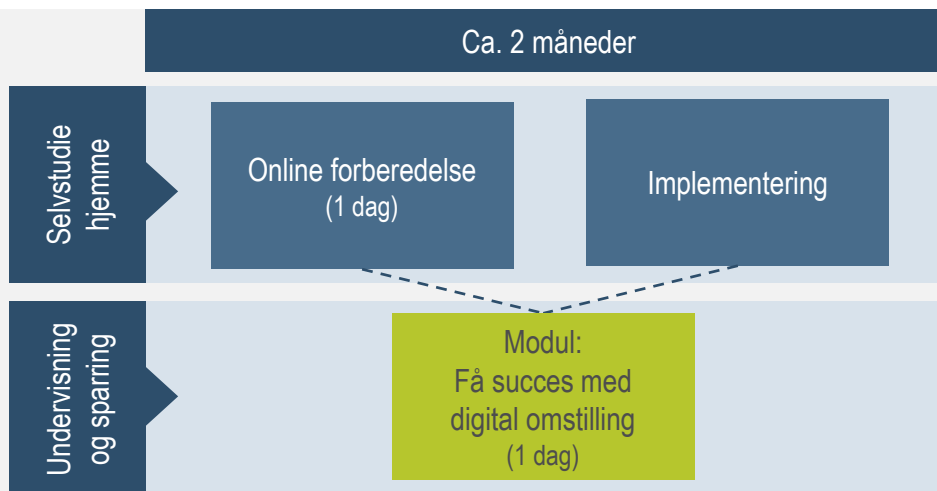 Ca. 2 måneder
Selvstudie
hjemme
Online forberedelse
(1 dag)
Implementering
Undervisning
og sparring
Modul:
Få succes med
digital omstilling
(1 dag)